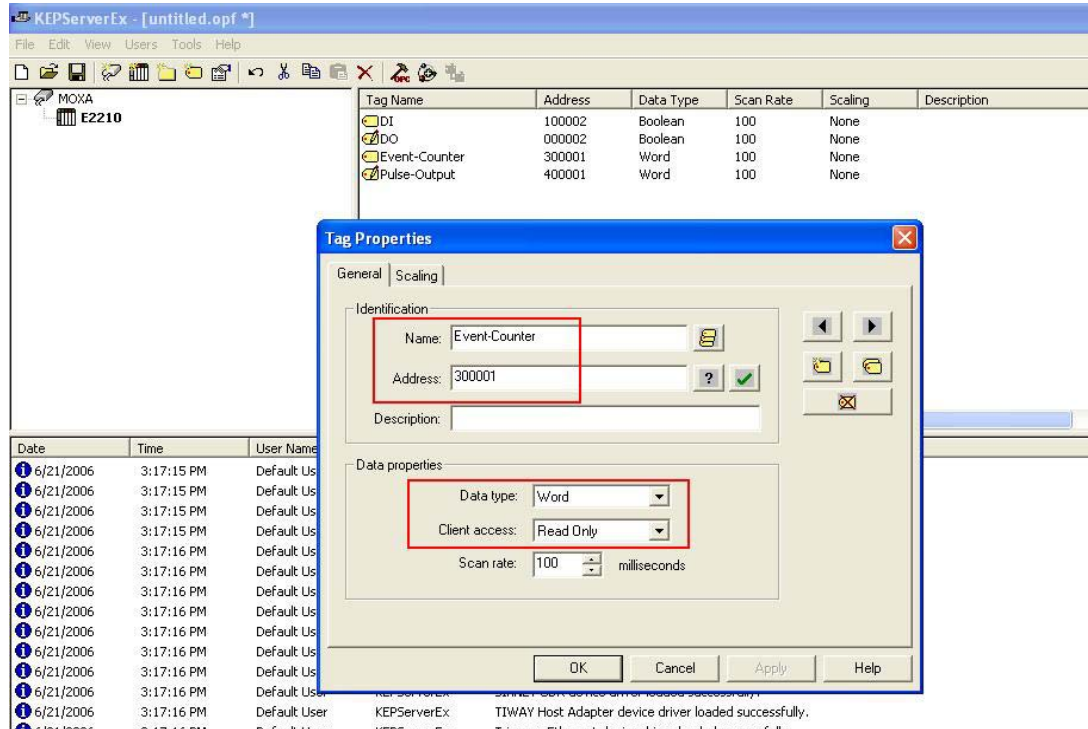 KEPServerEx - [untitled.opf *]
File Edit View Users Tools Help
MOXA
E2210
Tag Name Address Data Type Scan Rate Scaling Description
DI 100002 Boolean 100 None
DO 000002 Boolean 100 None
Event-Counter 300001 Word 100 None
Pulse-Output 400001 Word 100 None
Tag Properties
General Scaling
Identification
Name: Event-Counter
Address: 300001
?
Description:
Data properties
Data type: Word
Client access: Read Only
Scan rate: 100 milliseconds
OK Cancel Apply Help
Date Time User Name
6/21/2006 3:17:15 PM Default Us
6/21/2006 3:17:15 PM Default Us
6/21/2006 3:17:15 PM Default Us
6/21/2006 3:17:15 PM Default Us
6/21/2006 3:17:16 PM Default Us
6/21/2006 3:17:16 PM Default Us
6/21/2006 3:17:16 PM Default Us
6/21/2006 3:17:16 PM Default Us
6/21/2006 3:17:16 PM Default Us
6/21/2006 3:17:16 PM Default Us
6/21/2006 3:17:16 PM Default Us
6/21/2006 3:17:16 PM Default User
6/21/2006 3:17:16 PM Default User KEPServerEx TIWAY Host Adapter device driver loaded successfully.